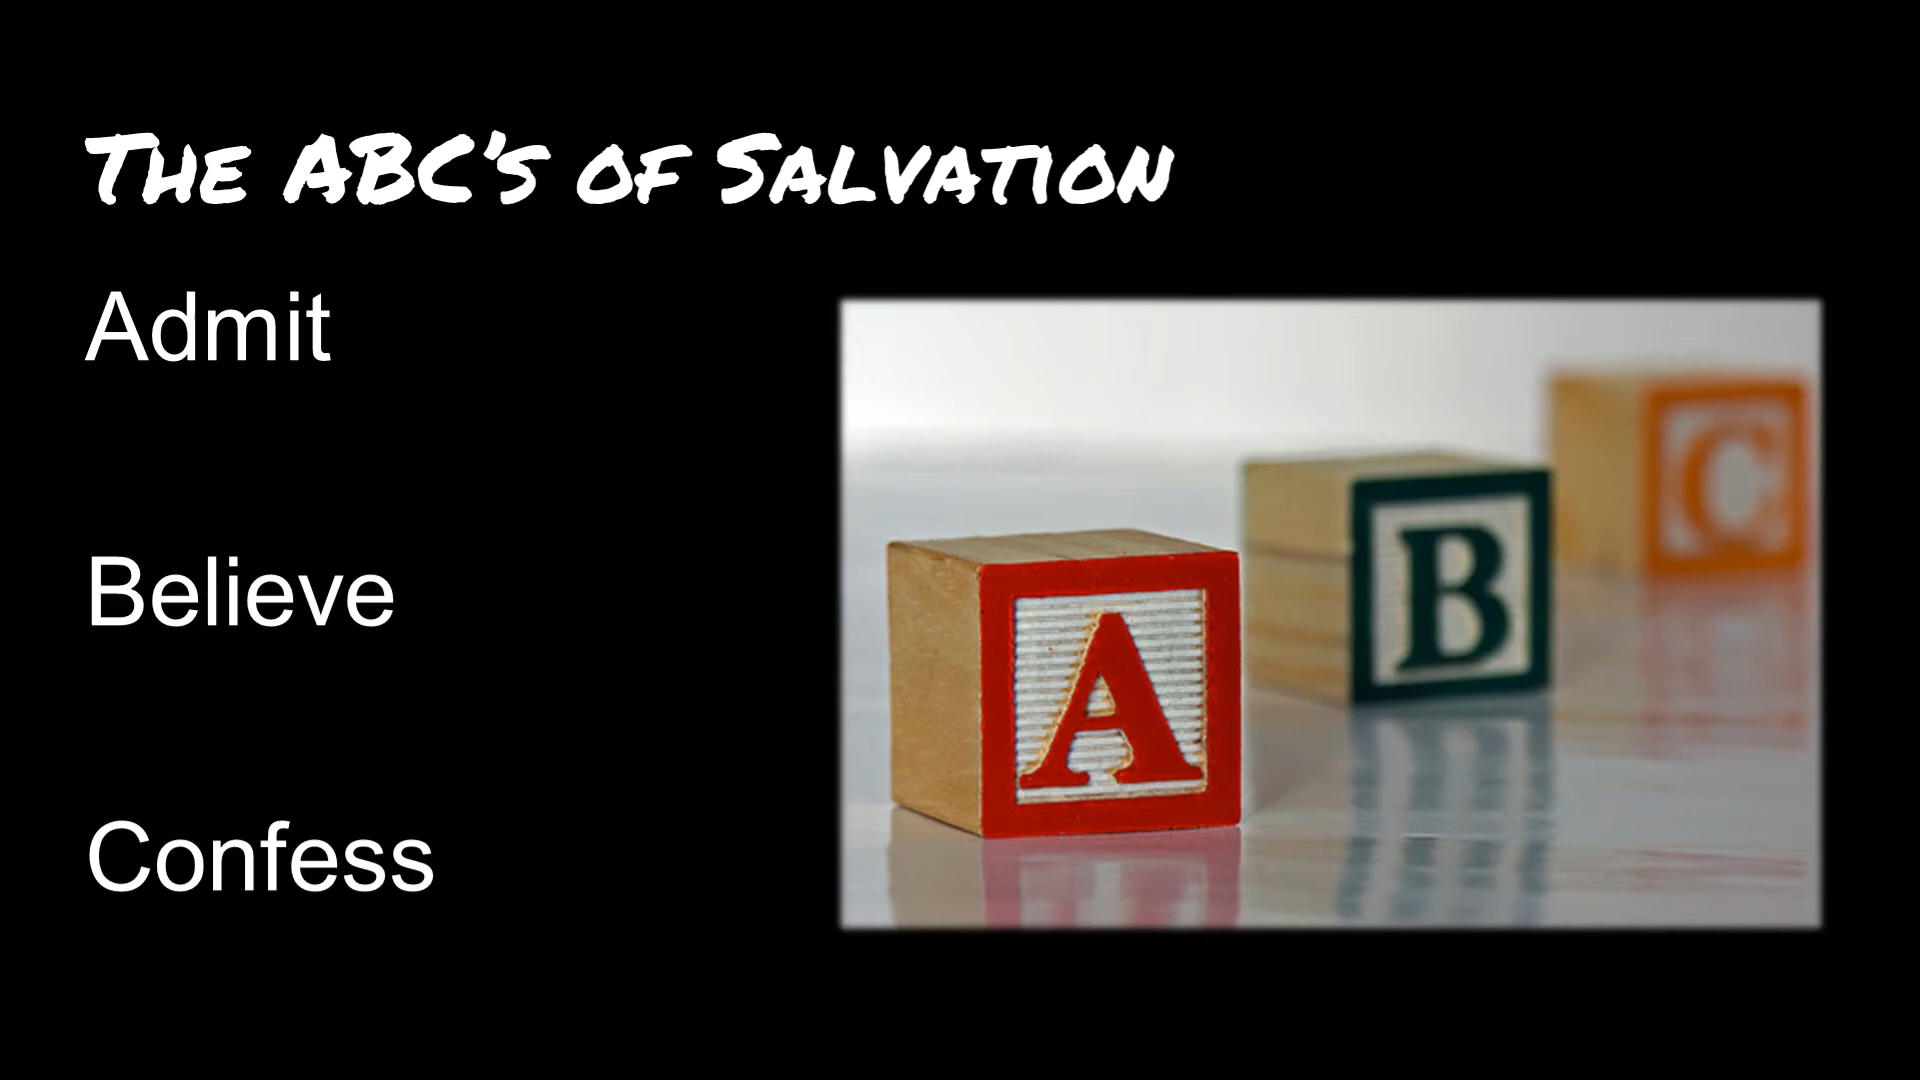 The ABC's of Salvation
Admit
Believe
Confess
A
B
C